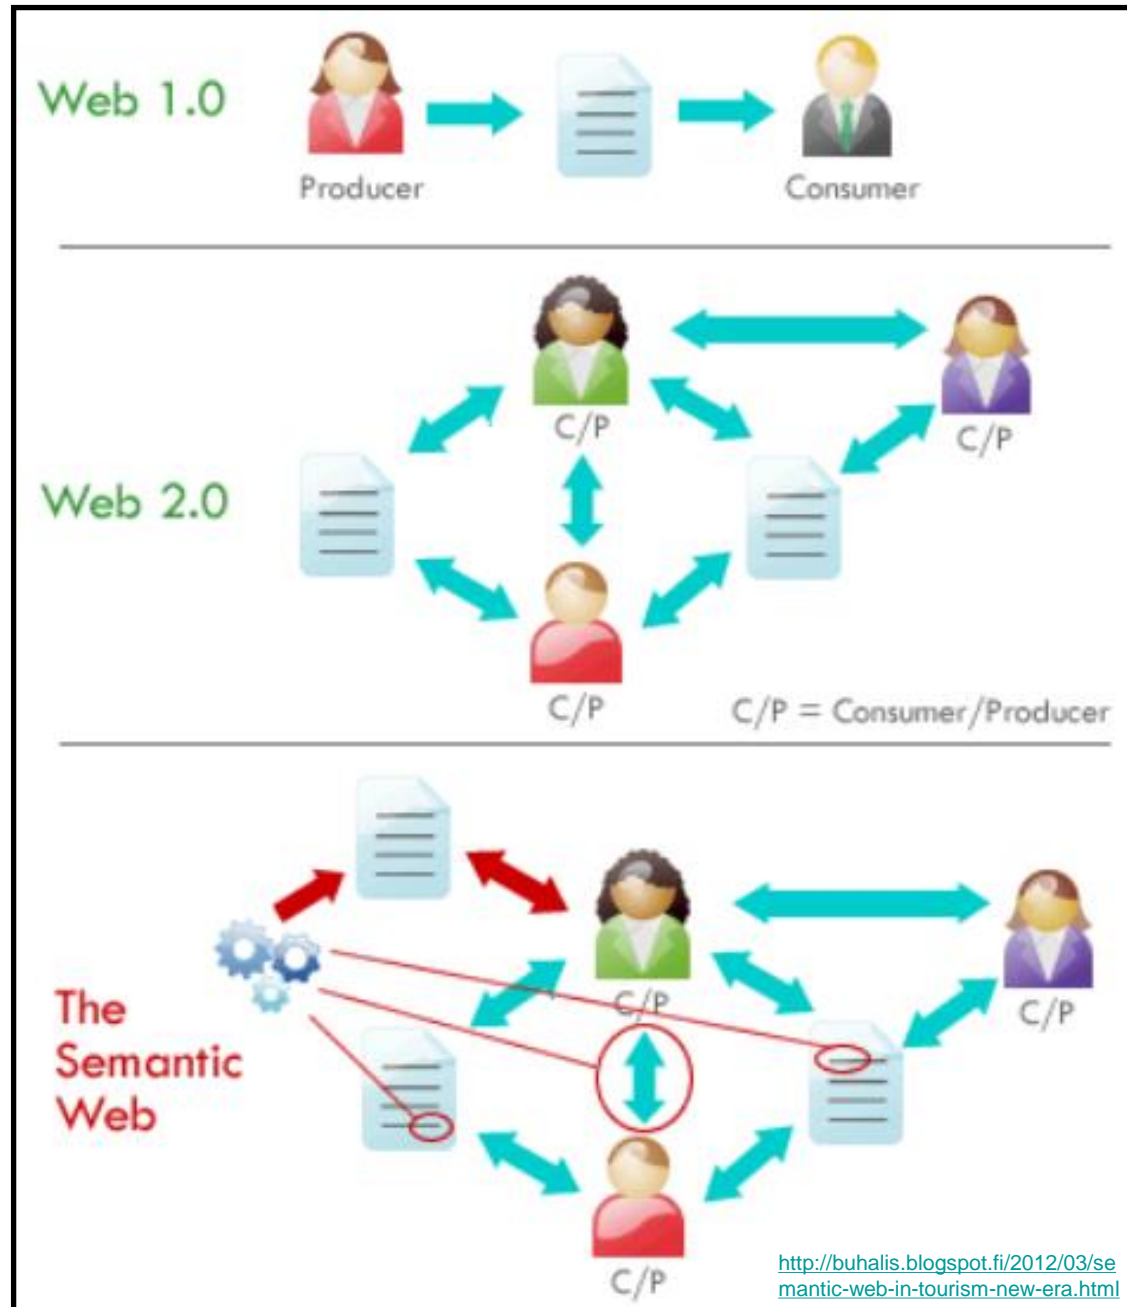 Web 1.0
Producer
Consumer
C/P
C/P
Web 2.0
C/P
C/P = Consumer/Producer
C/P
C/P
The
Semantic
Web
C/P
http://buhalis.blogspot.fi/2012/03/se
mantic-web-in-tourism-new-era.html